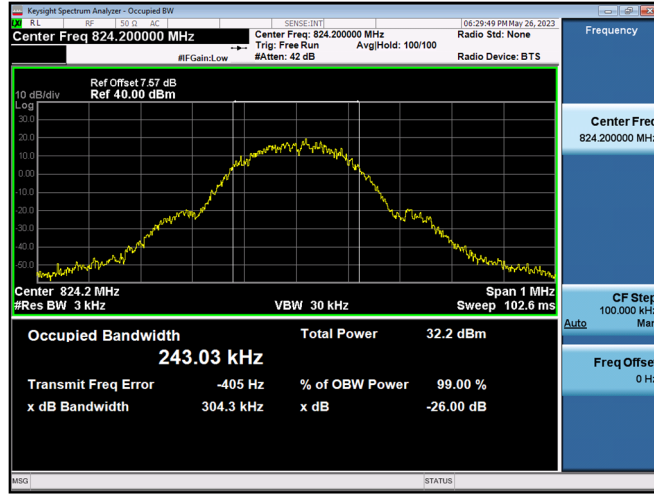 Keysight Spectrum Analyzer - Occupied BW
RL RF 50 Ω AC SENSE:INT 06:29:49 PM May 26, 2023
Center Freq 824.200000 MHz
Center Freq: 824.200000 MHz Radio Std: None
Trig: Free Run Avg|Hold: 100/100
#IFGain:Low #Atten: 42 dB Radio Device: BTS
Ref Offset 7.57 dB
10 dB/div Ref 40.00 dBm
Log
30.0
20.0
10.0
0.00
-10.0
-20.0
-30.0
-40.0
-50.0
Center 824.2 MHz Span 1 MHz
#Res BW 3 kHz VBW 30 kHz Sweep 102.6 ms
Occupied Bandwidth Total Power 32.2 dBm
243.03 kHz
Transmit Freq Error -405 Hz % of OBW Power 99.00 %
x dB Bandwidth 304.3 kHz x dB -26.00 dB
MSG STATUS
Frequency
Center Freq
824.200000 MHz
CF Step
100.000 kHz
Auto Man
Freq Offset
0 Hz